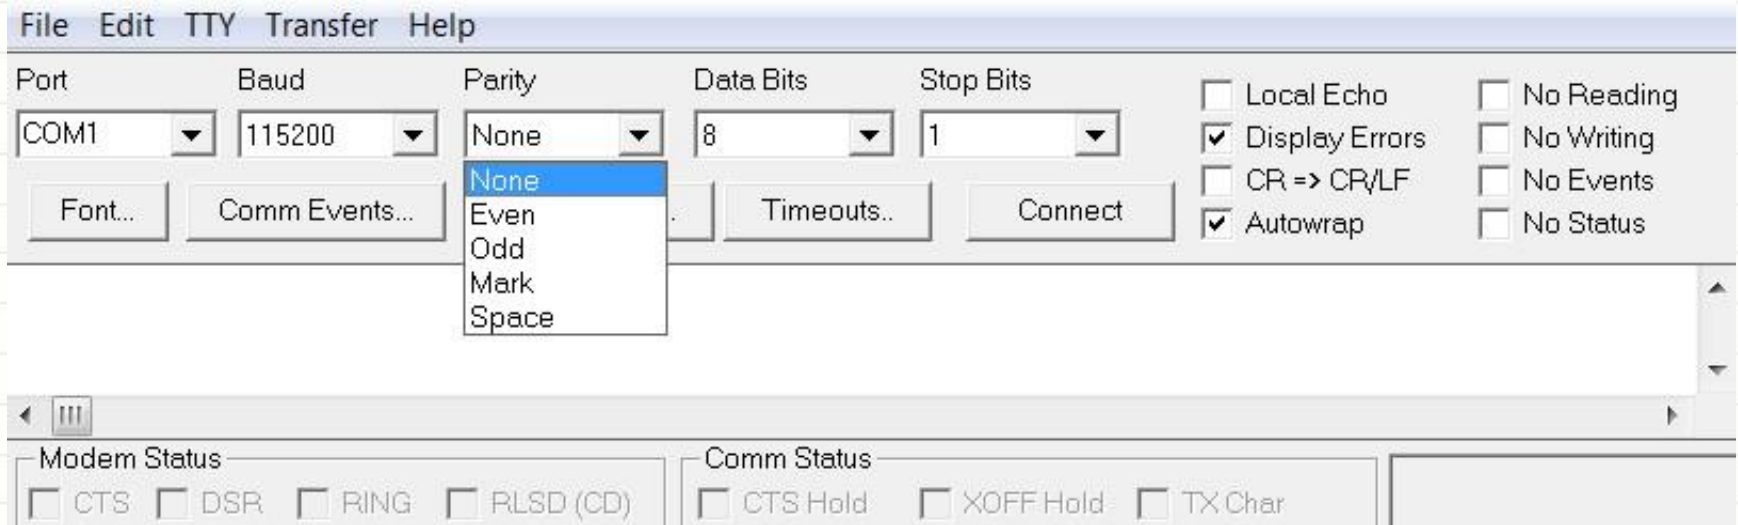 File Edit TTY Transfer Help
Port Baud Parity Data Bits Stop Bits
COM1 115200 None 8 1
Local Echo No Reading
Display Errors No Writing
CR => CR/LF No Events
Autowrap No Status
None
Even
Odd
Mark
Space
Font... Comm Events... . Timeouts.. Connect
Modem Status Comm Status
CTS DSR RING RLSD (CD) CTS Hold XOFF Hold TX Char